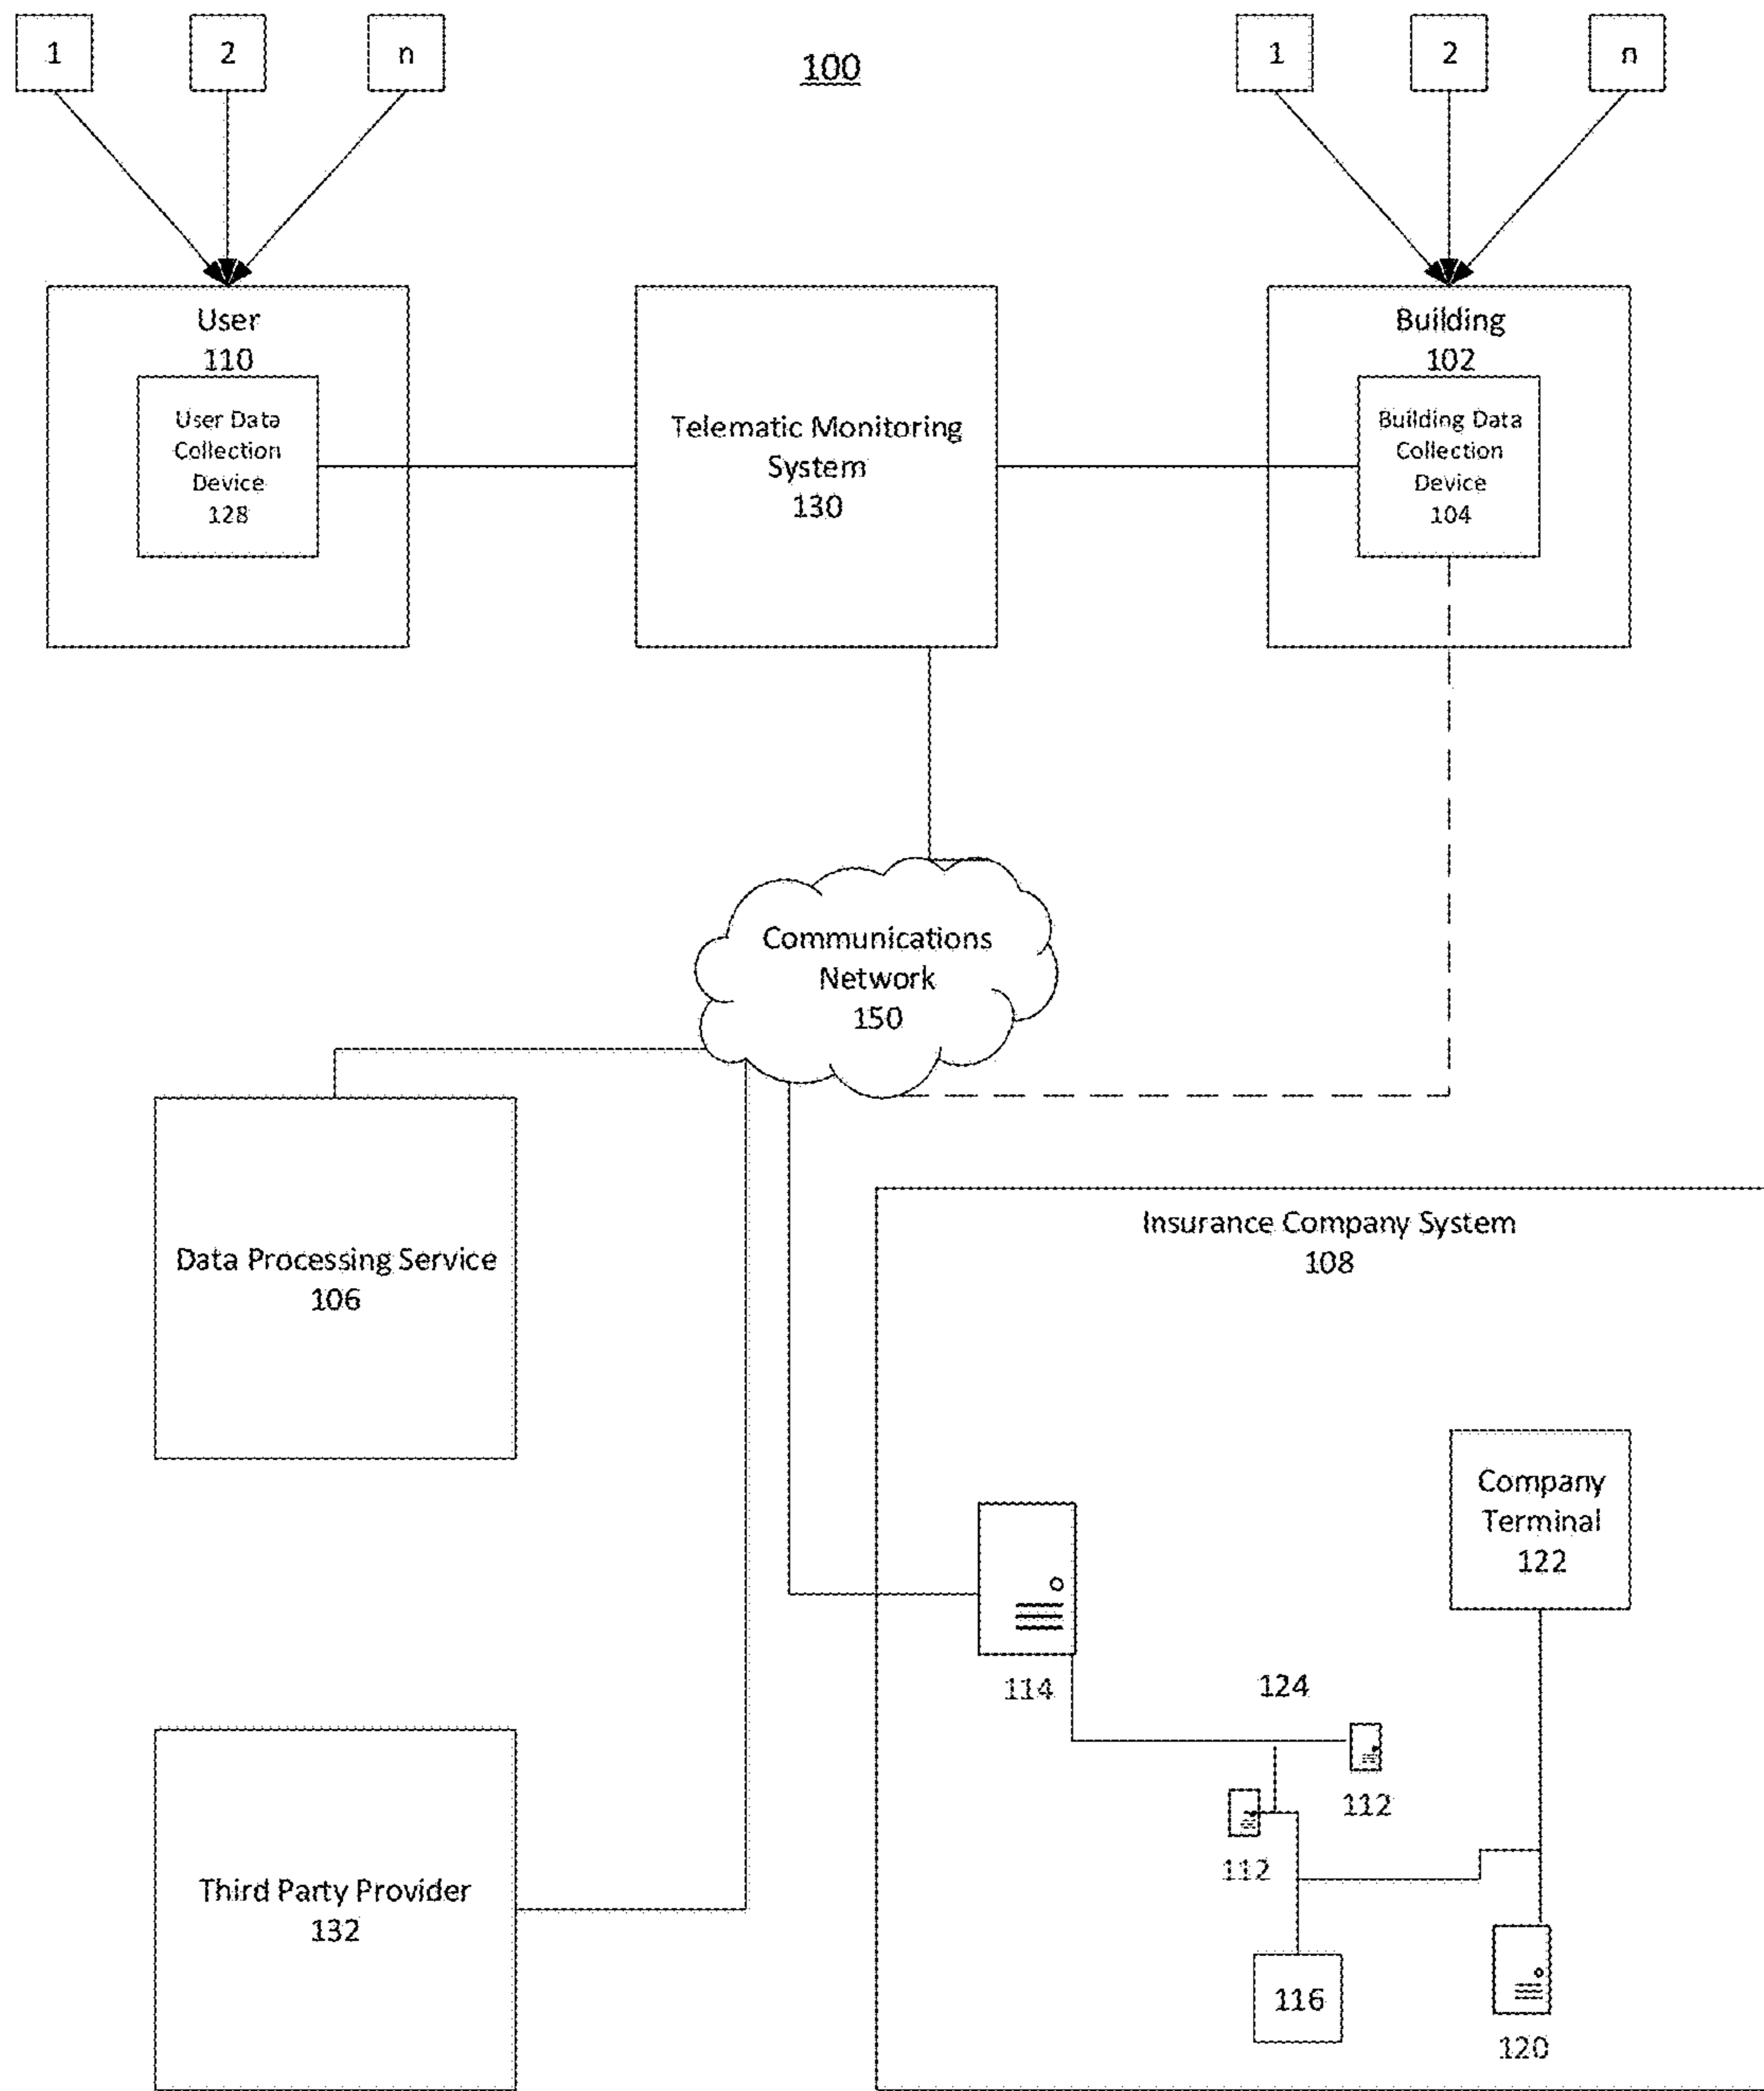 1
2
n
100
1
2
n
User
110
User Data
Collection
Device
128
Telematic Monitoring
System
130
Building
102
Building Data
Collection
Device
104
Communications
Network
150
Data Processing Service
106
Insurance Company System
108
Company
Terminal
122
114
124
112
112
Third Party Provider
132
116
120